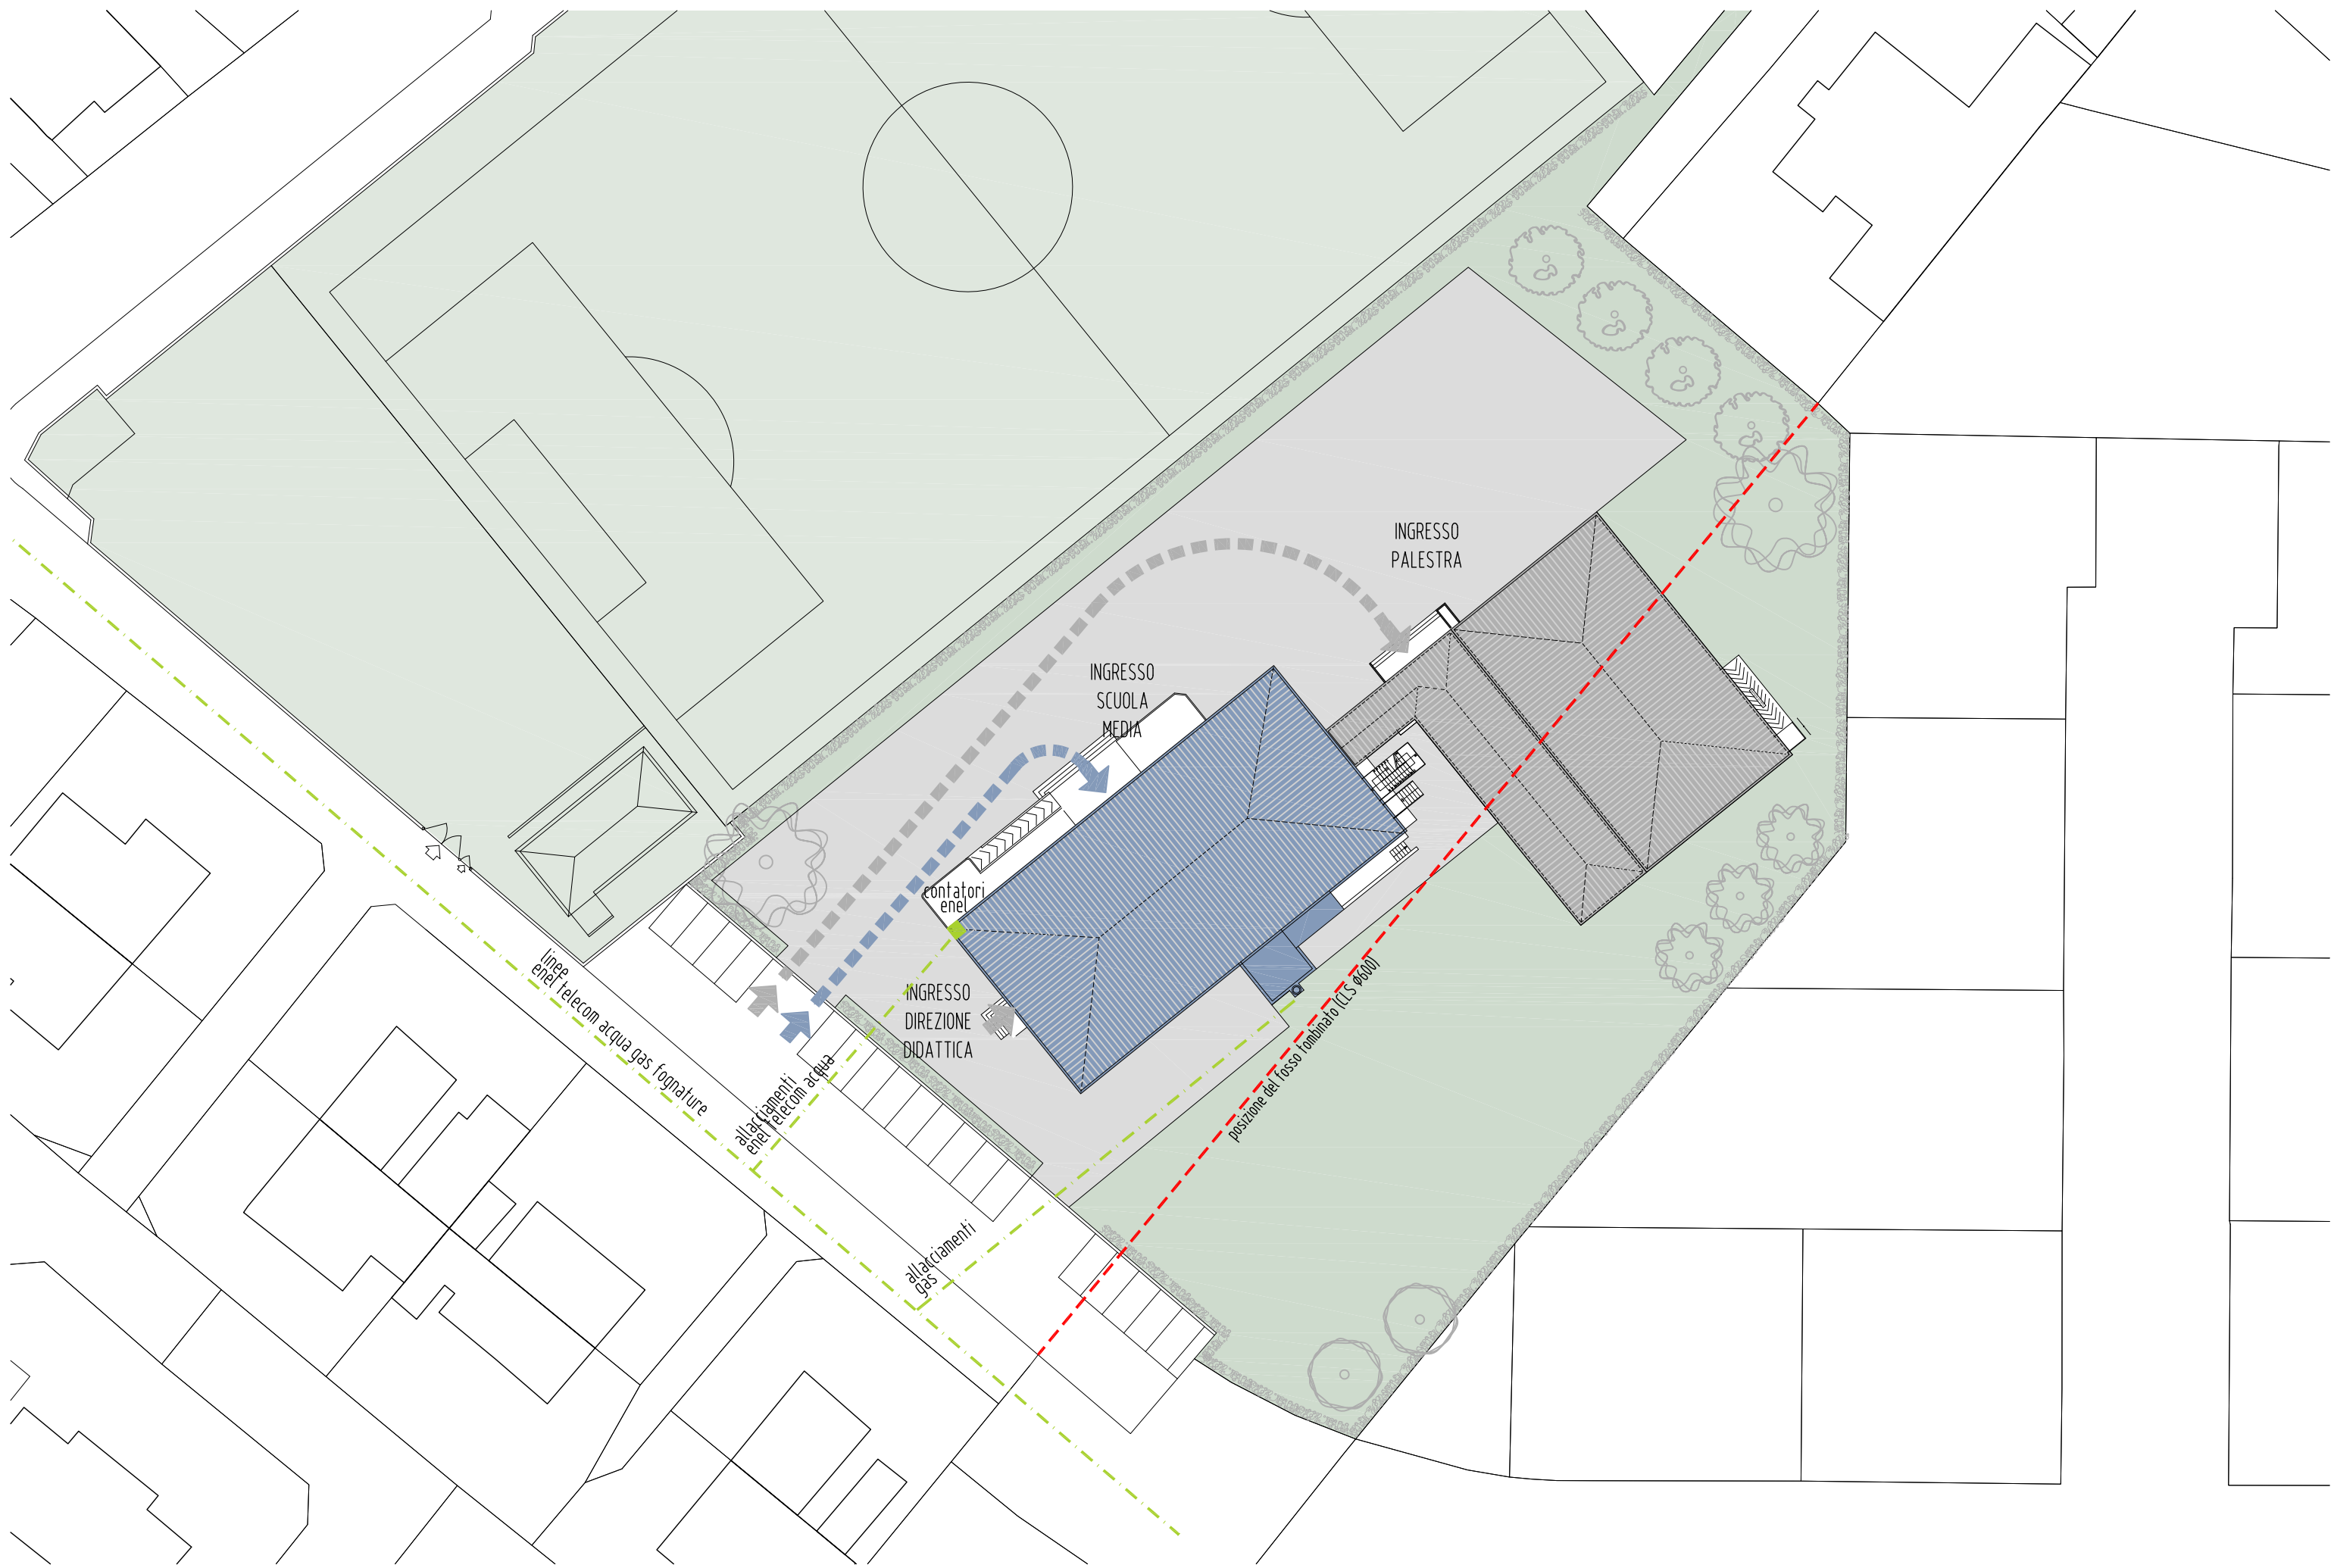 INGRESSO
PALESTRA
INGRESSO
SCUOLA
MEDIA
contatori
enel
INGRESSO
DIREZIONE
DIDATTICA
linee
enel telecom acqua gas fognature
allacciamenti
enel telecom acqua
allacciamenti
gas
posizione del fosso tombinato (CLS ø600)